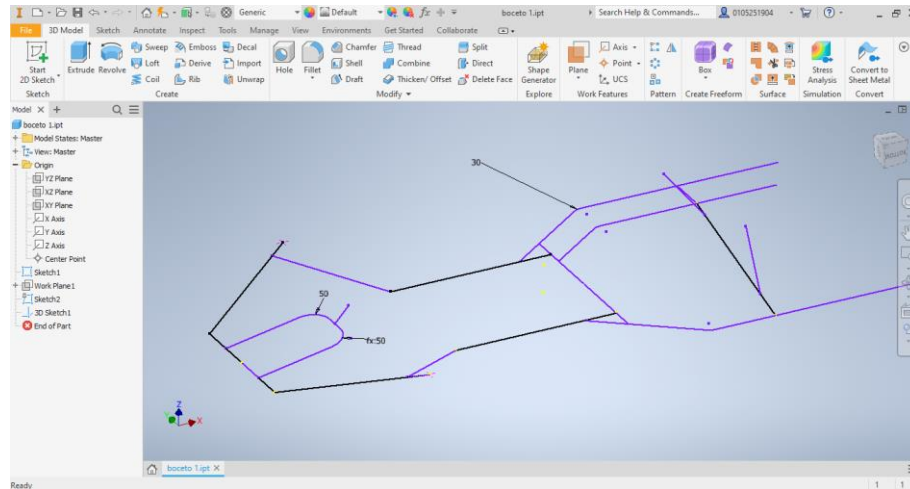 Generic Default boceto 1.ipt Search Help & Commands... 0105251904
File 3D Model Sketch Annotate Inspect Tools Manage View Environments Get Started Collaborate
Start 2D Sketch Extrude Revolve Sweep Emboss Decal Hole Fillet Chamfer Thread Split Shape Generator Plane Axis Box Stress Analysis Convert to Sheet Metal
Loft Derive Import Shell Combine Direct Point
Coil Rib Unwrap Draft Thicken/ Offset Delete Face UCS
Sketch Create Modify Explore Work Features Pattern Create Freeform Surface Simulation Convert
Model
boceto 1.ipt
Model States: Master
View: Master
Origin
YZ Plane
XZ Plane
XY Plane
X Axis
Y Axis
Z Axis
Center Point
Sketch1
Work Plane1
Sketch2
3D Sketch1
End of Part
30
50
fx:50
Z
Y
X
boceto 1.ipt
Ready 1 1